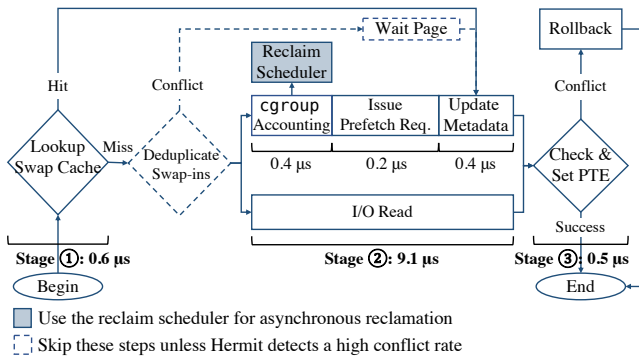 Wait Page
Rollback
Reclaim
Scheduler
Hit
Conflict
Conflict
cgroup
Accounting
Issue
Prefetch Req.
Update
Metadata
Lookup
Swap Cache
Miss
Deduplicate
Swap-ins
0.4 μs
0.2 μs
0.4 μs
Check &
Set PTE
I/O Read
Success
Stage ①: 0.6 μs
Stage ②: 9.1 μs
Stage ③: 0.5 μs
Begin
End
Use the reclaim scheduler for asynchronous reclamation
Skip these steps unless Hermit detects a high conflict rate